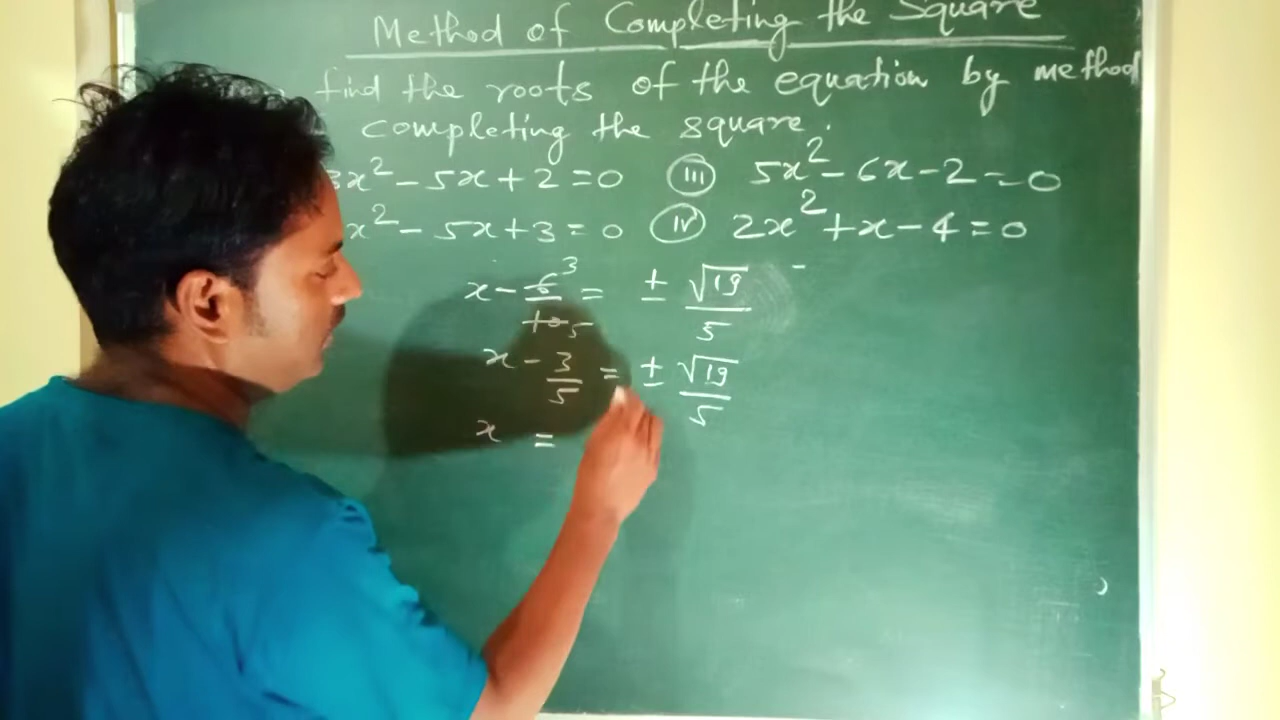 Method of Completing the Square
find the roots of the equation by method
completing the square.
3x² - 5x + 2 = 0 (iii) 5x² - 6x - 2 = 0
x² - 5x + 3 = 0 (iv) 2x² + x - 4 = 0
x - 6/10 3/5 = ± √19/5
x - 3/5 = ± √19/5
x =